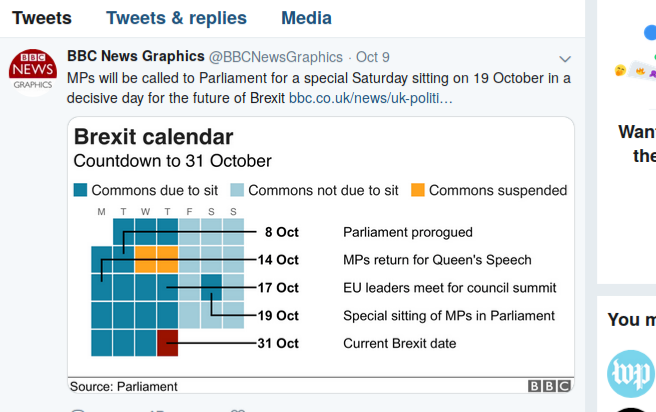 Tweets Tweets & replies Media
BBC
NEWS
GRAPHICS
BBC News Graphics @BBCNewsGraphics · Oct 9
MPs will be called to Parliament for a special Saturday sitting on 19 October in a
decisive day for the future of Brexit bbc.co.uk/news/uk-politi…
Brexit calendar
Countdown to 31 October
Commons due to sit Commons not due to sit Commons suspended
M T W T F S S
8 Oct Parliament prorogued
14 Oct MPs return for Queen's Speech
17 Oct EU leaders meet for council summit
19 Oct Special sitting of MPs in Parliament
31 Oct Current Brexit date
Source: Parliament BBC
Want
the
You m
wp